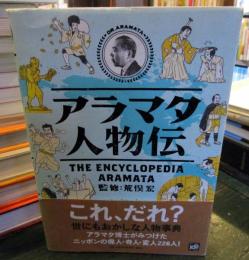 DR.ARAMATA
アラマタ
人物伝
THE ENCYCLOPEDIA
ARAMATA
監修:荒俣宏
これ、だれ?
世にもおかしな人物事典
アラマタ博士がみつけた
ニッポンの偉人・奇人・変人226人!